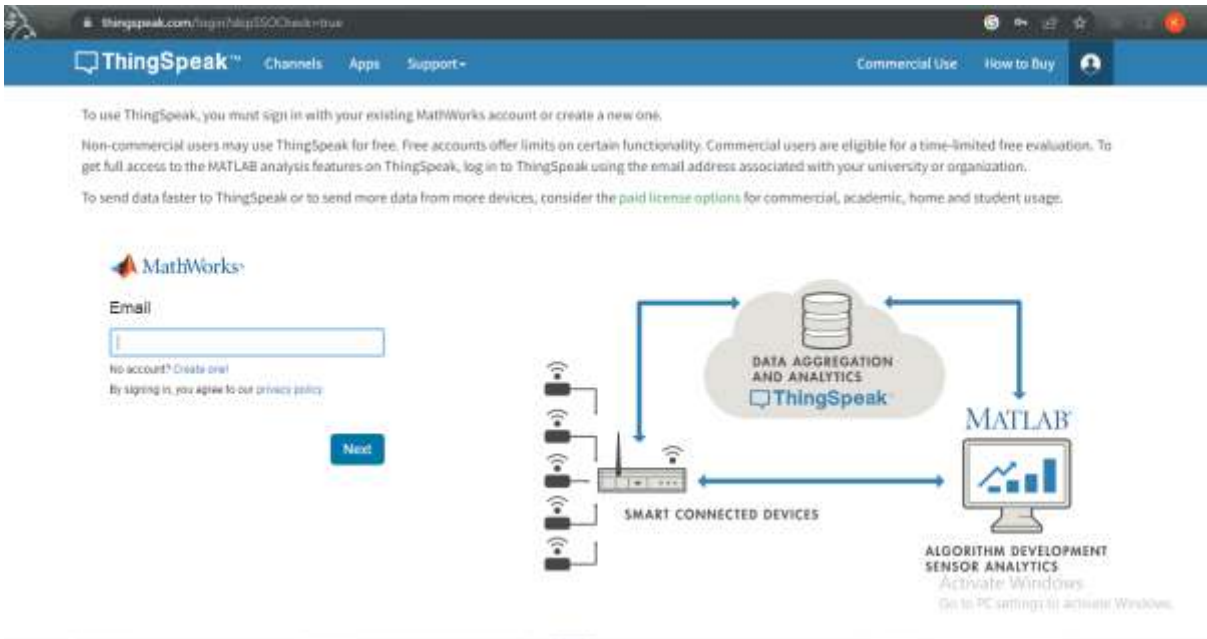 thingspeak.com/login?skipSSOCheck=true
ThingSpeak™ Channels Apps Support Commercial Use How to Buy
To use ThingSpeak, you must sign in with your existing MathWorks account or create a new one.
Non-commercial users may use ThingSpeak for free. Free accounts offer limits on certain functionality. Commercial users are eligible for a time-limited free evaluation. To
get full access to the MATLAB analysis features on ThingSpeak, log in to ThingSpeak using the email address associated with your university or organization.
To send data faster to ThingSpeak or to send more data from more devices, consider the paid license options for commercial, academic, home and student usage.
MathWorks
Email
No account? Create one!
By signing in, you agree to our privacy policy.
Next
DATA AGGREGATION
AND ANALYTICS
ThingSpeak
MATLAB
SMART CONNECTED DEVICES
ALGORITHM DEVELOPMENT
SENSOR ANALYTICS
Activate Windows
Go to PC settings to activate Windows.